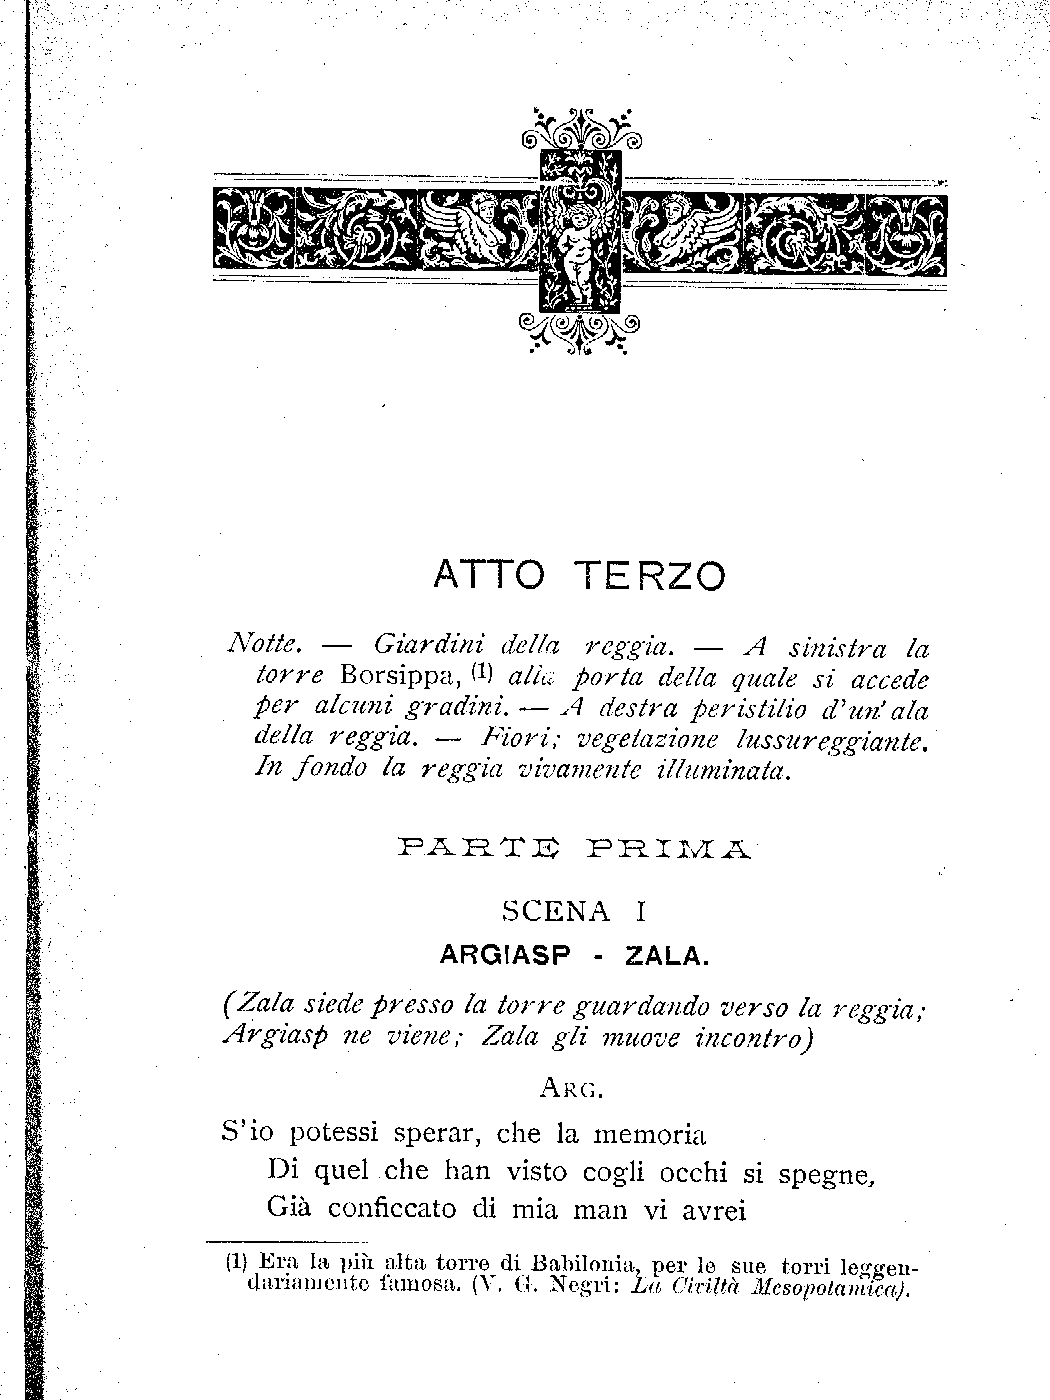 ATTO TERZO
Notte. — Giardini della reggia. — A sinistra la
torre Borsippa, (1) alla porta della quale si accede
per alcuni gradini. — A destra peristilio d'un' ala
della reggia. — Fiori; vegetazione lussureggiante.
In fondo la reggia vivamente illuminata.
PARTE PRIMA
SCENA I
ARGIASP - ZALA.
(Zala siede presso la torre guardando verso la reggia;
Argiasp ne viene; Zala gli muove incontro)
ARG.
S'io potessi sperar, che la memoria
Di quel che han visto cogli occhi si spegne,
Già conficcato di mia man vi avrei
(1) Era la più alta torre di Babilonia, per le sue torri leggen-
dariamente famosa. (V. G. Negri: La Civiltà Mesopotamica).